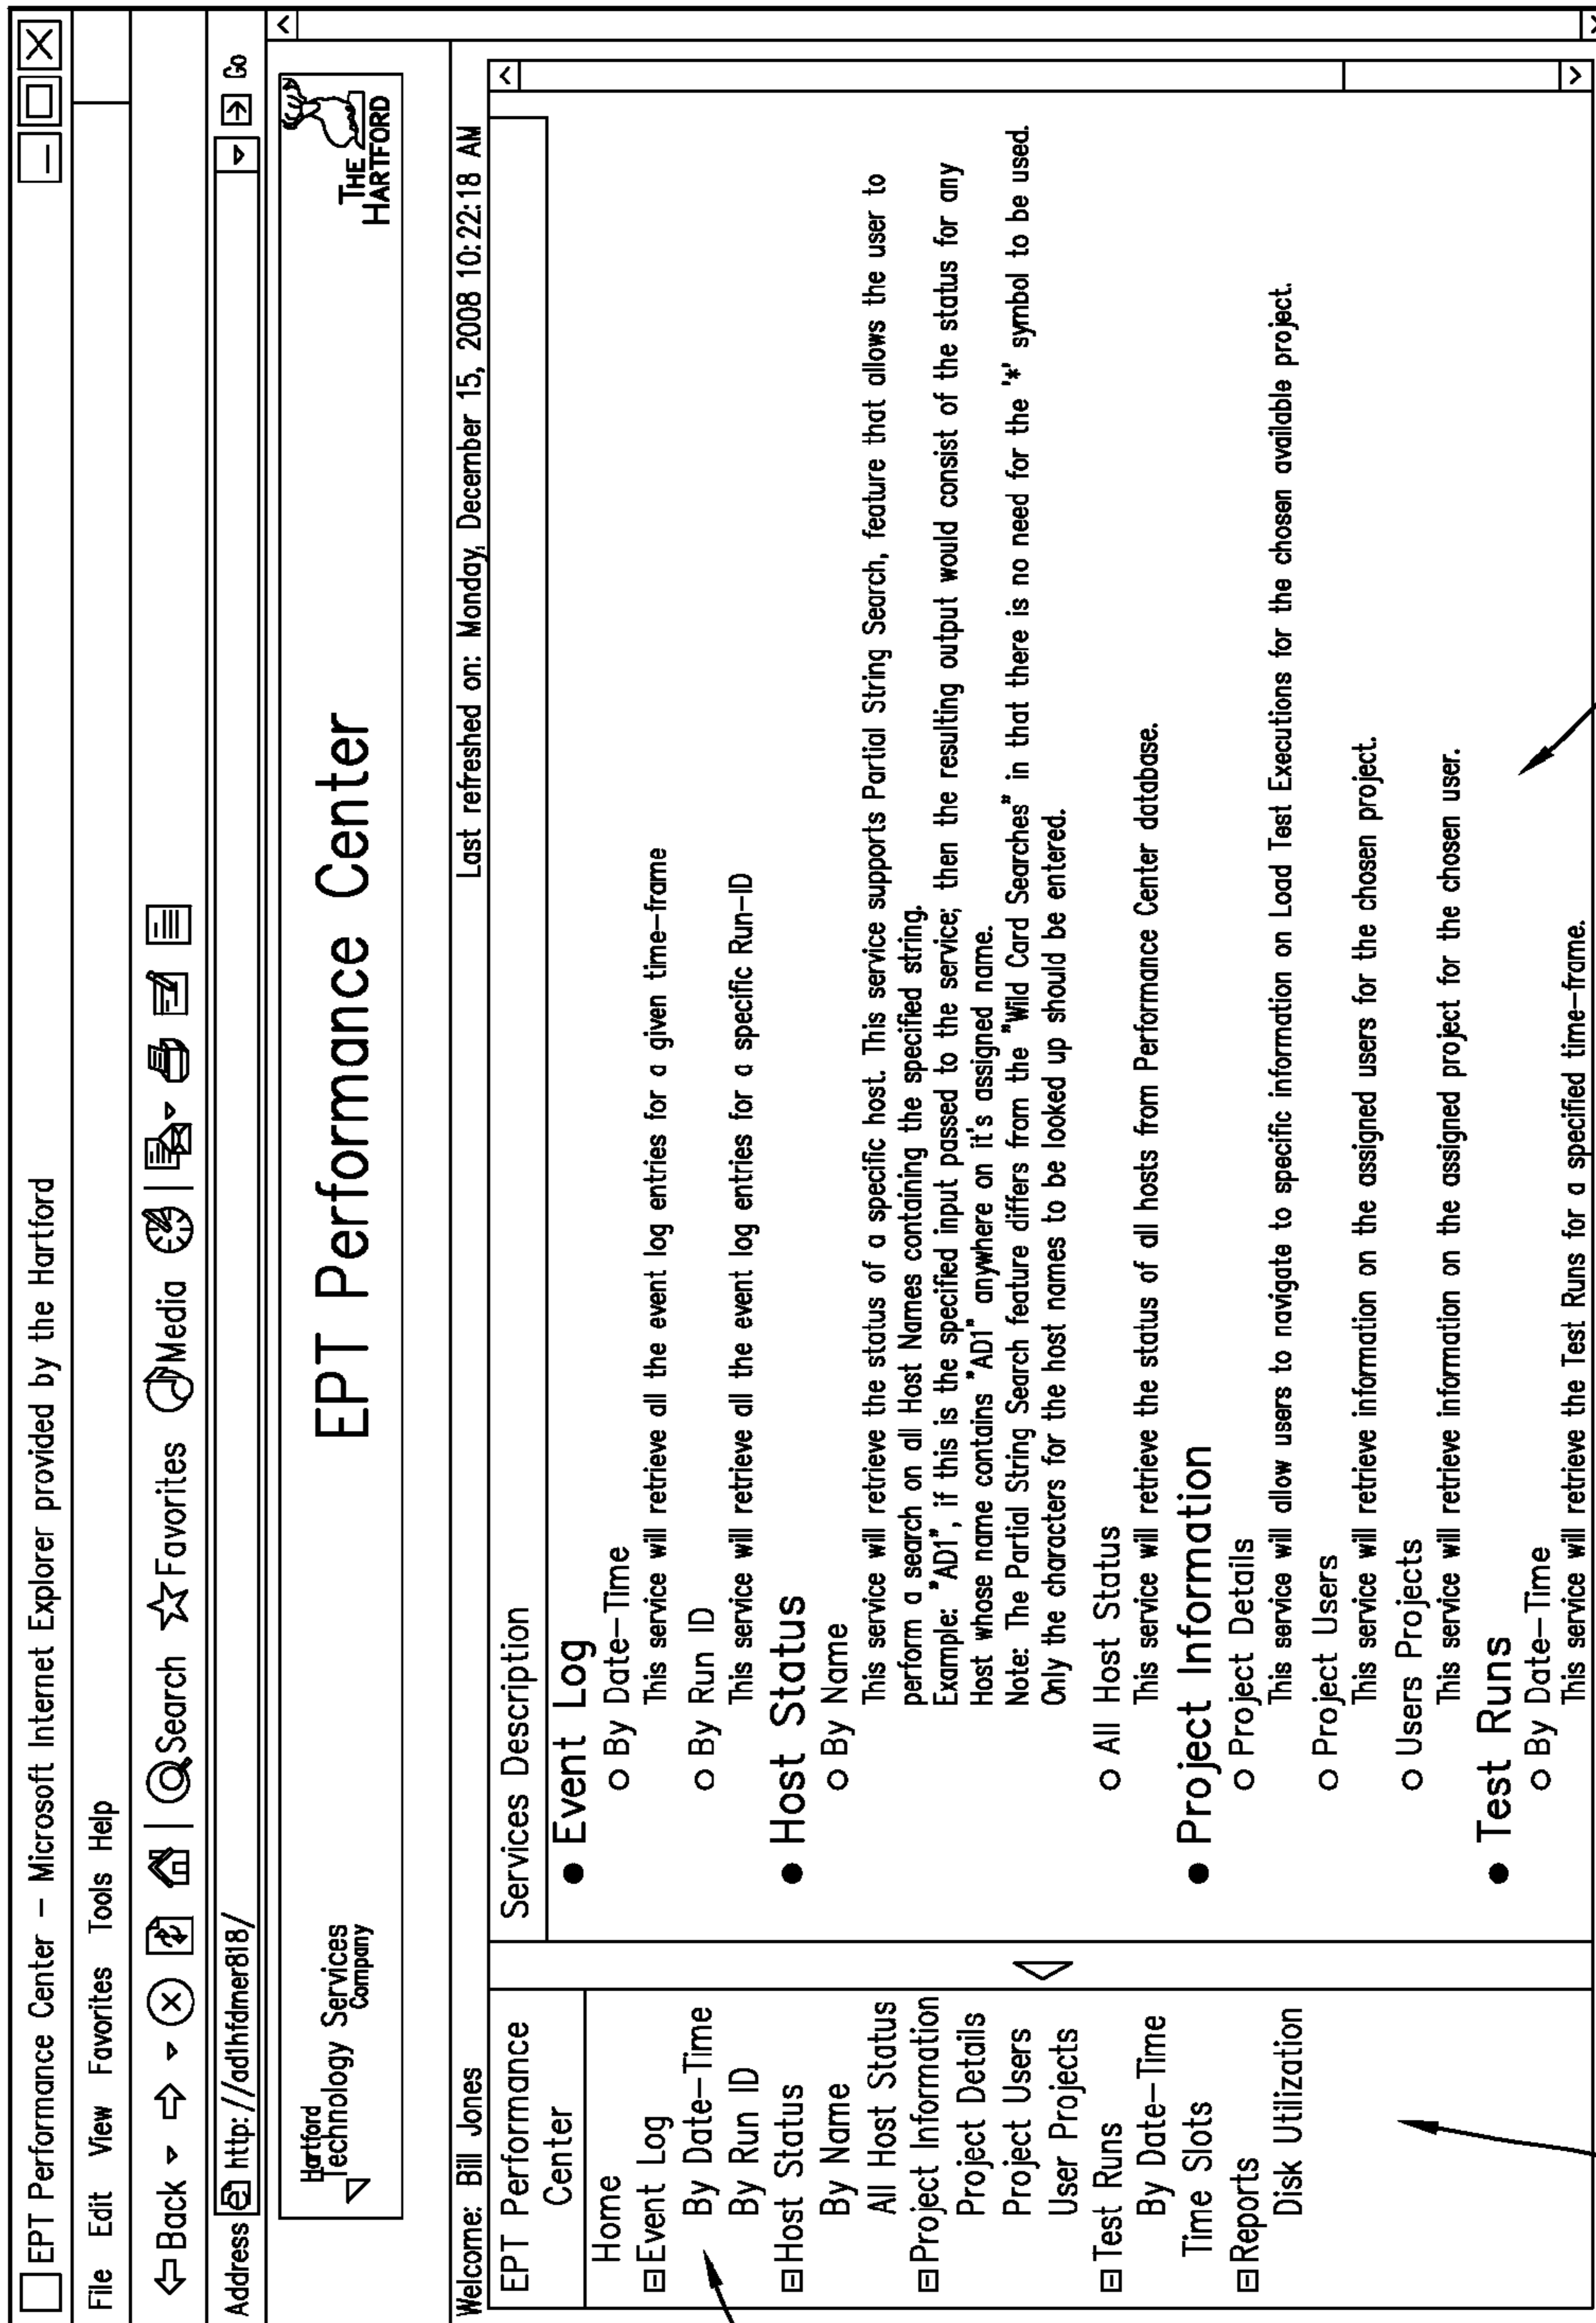 EPT Performance Center – Microsoft Internet Explorer provided by the Hartford
File Edit View Favorites Tools Help
Back Search Favorites Media
Address http://ad1hfdmer818/ Go
Hartford
Technology Services
Company
EPT Performance Center
THE
HARTFORD
Welcome: Bill Jones
Last refreshed on: Monday, December 15, 2008 10:22:18 AM
EPT Performance
Center
Home
Event Log
By Date–Time
By Run ID
Host Status
By Name
All Host Status
Project Information
Project Details
Project Users
User Projects
Test Runs
By Date–Time
Time Slots
Reports
Disk Utilization
Services Description
• Event Log
o By Date–Time
This service will retrieve all the event log entries for a given time–frame
o By Run ID
This service will retrieve all the event log entries for a specific Run–ID
• Host Status
o By Name
This service will retrieve the status of a specific host. This service supports Partial String Search, feature that allows the user to
perform a search on all Host Names containing the specified string.
Example: "AD1", if this is the specified input passed to the service; then the resulting output would consist of the status for any
Host whose name contains "AD1" anywhere on it's assigned name.
Note: The Partial String Search feature differs from the "Wild Card Searches" in that there is no need for the '*' symbol to be used.
Only the characters for the host names to be looked up should be entered.
o All Host Status
This service will retrieve the status of all hosts from Performance Center database.
• Project Information
o Project Details
This service will allow users to navigate to specific information on Load Test Executions for the chosen available project.
o Project Users
This service will retrieve information on the assigned users for the chosen project.
o Users Projects
This service will retrieve information on the assigned project for the chosen user.
• Test Runs
o By Date–Time
This service will retrieve the Test Runs for a specified time–frame.